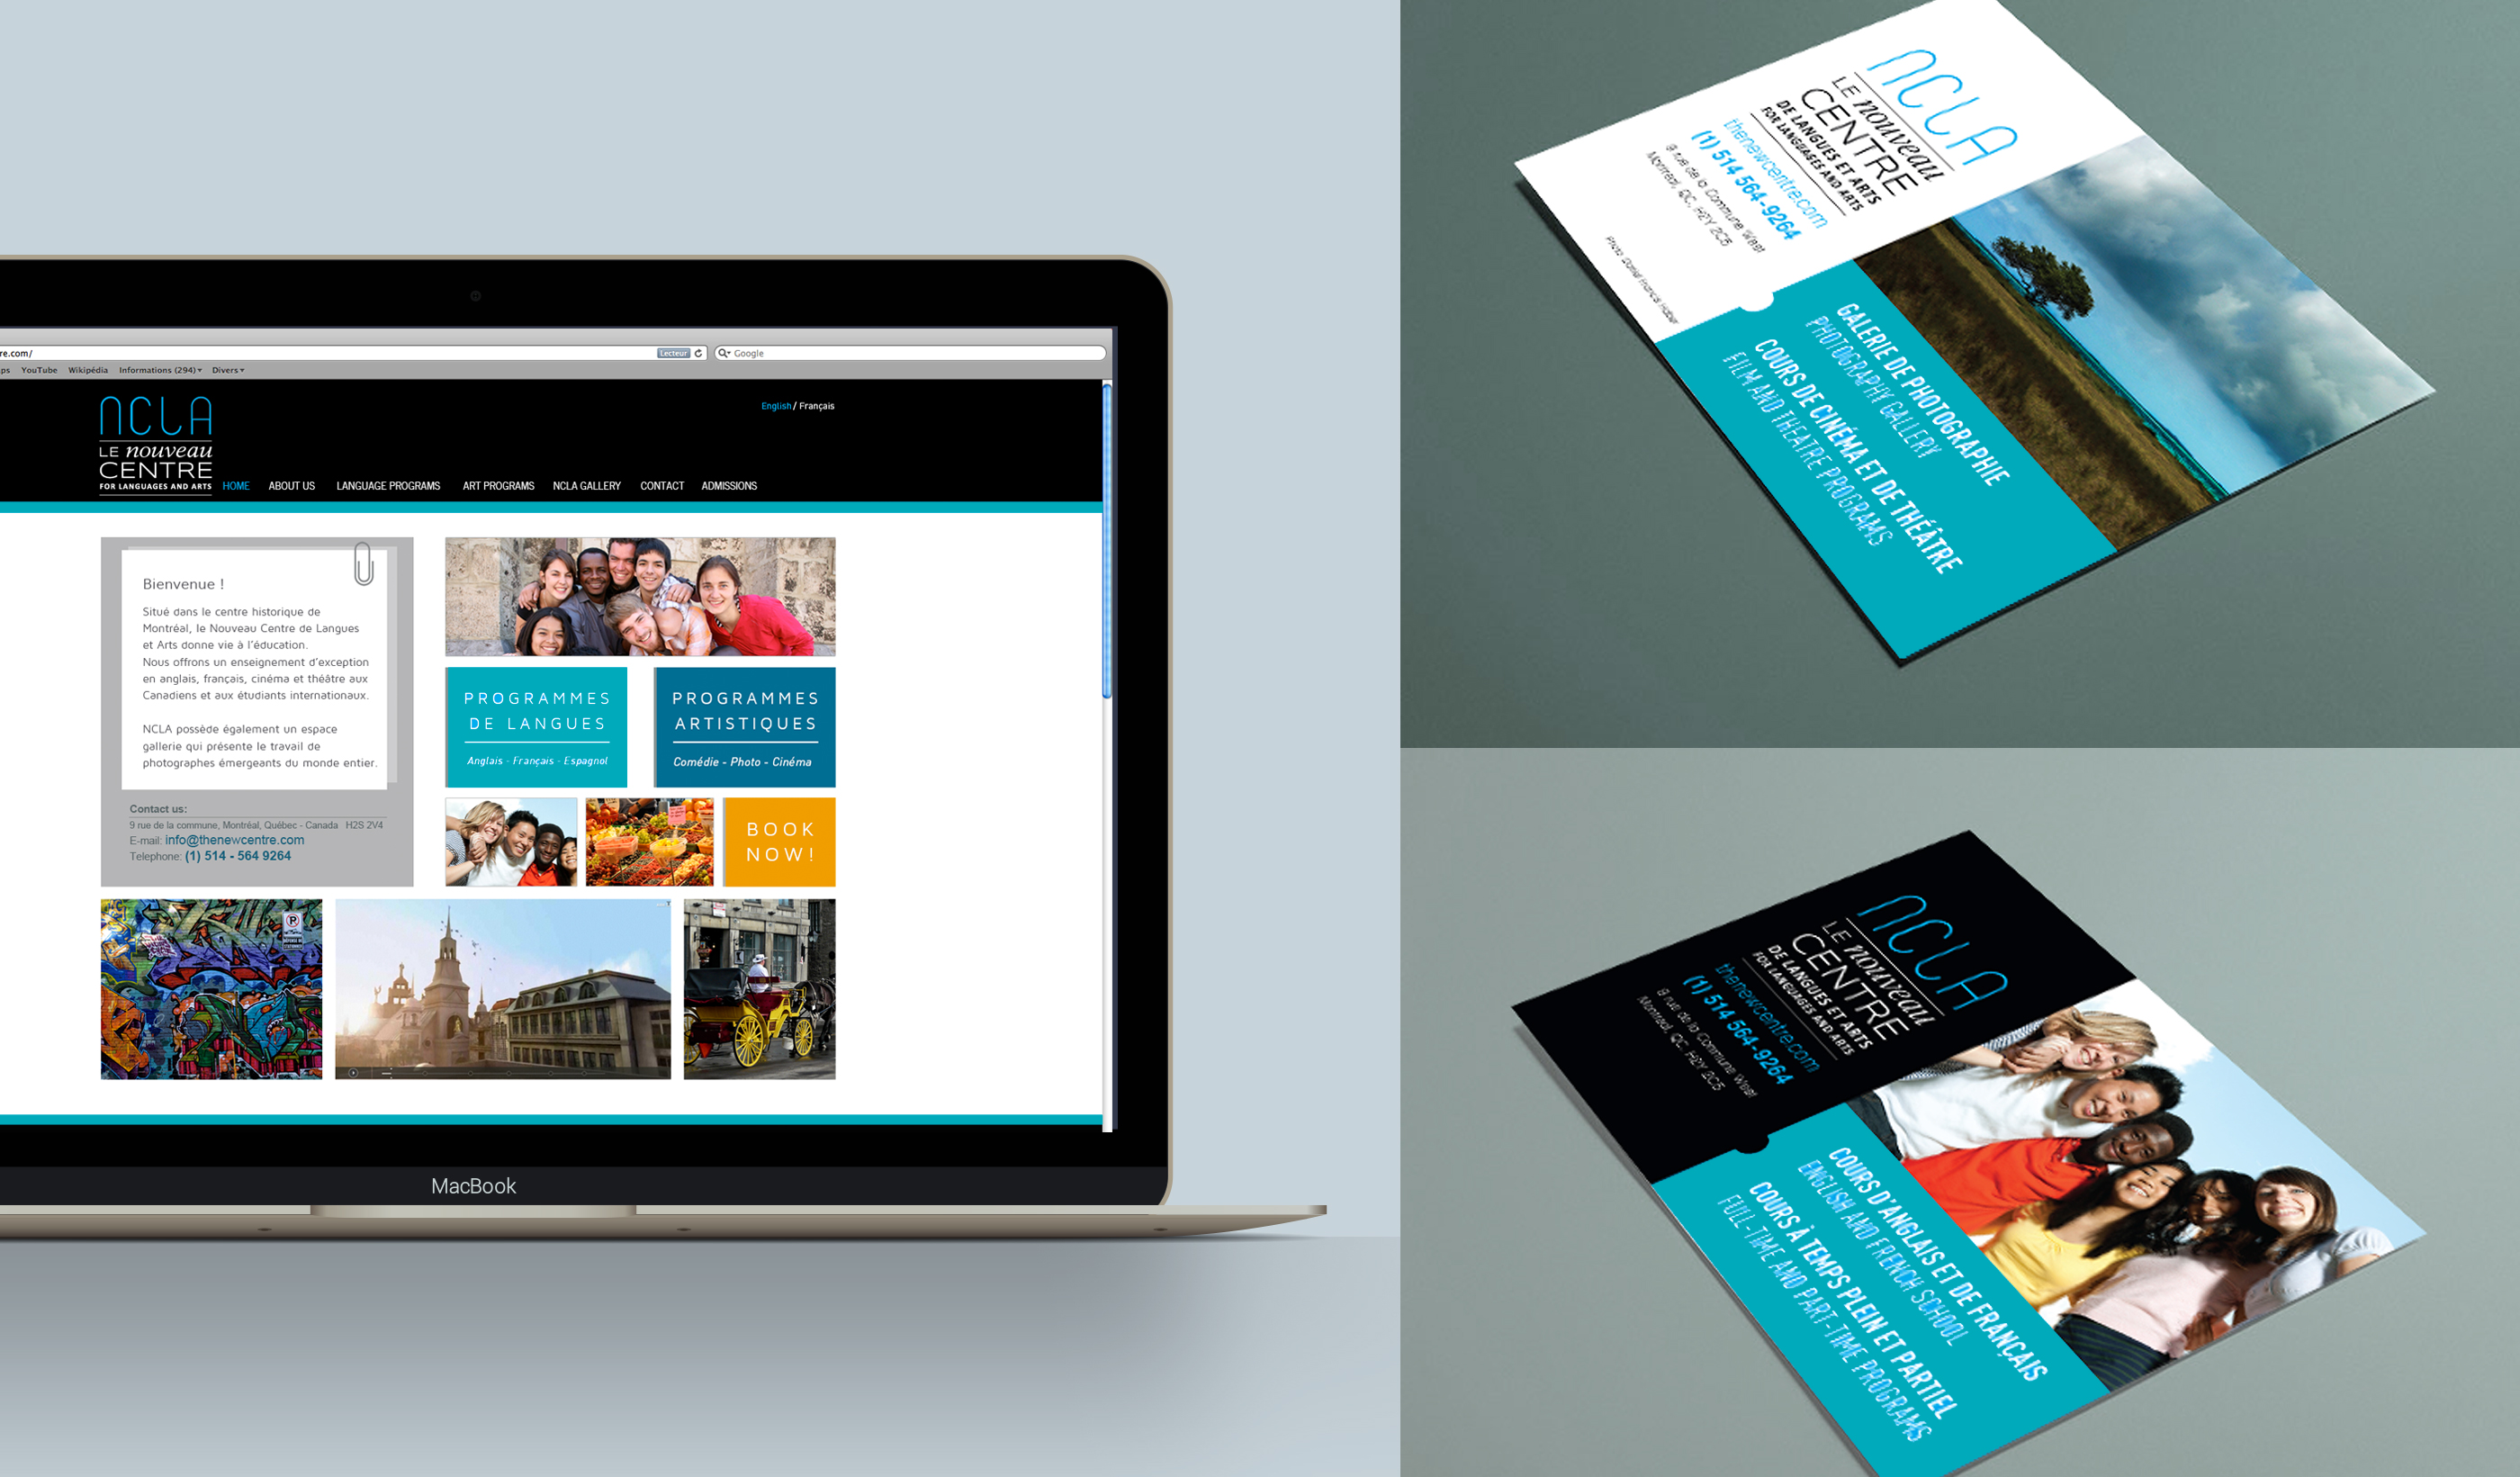 re.com/
Lecteur
Google
ps YouTube Wikipédia Informations (294) Divers
NCLA
LE nouveau
CENTRE
FOR LANGUAGES AND ARTS
English / Français
HOME ABOUT US LANGUAGE PROGRAMS ART PROGRAMS NCLA GALLERY CONTACT ADMISSIONS
Bienvenue !
Situé dans le centre historique de
Montréal, le Nouveau Centre de Langues
et Arts donne vie à l'éducation.
Nous offrons un enseignement d'exception
en anglais, français, cinéma et théâtre aux
Canadiens et aux étudiants internationaux.
NCLA possède également un espace
gallerie qui présente le travail de
photographes émergeants du monde entier.
Contact us:
9 rue de la commune, Montréal, Québec - Canada H2S 2V4
E-mail: info@thenewcentre.com
Telephone: (1) 514 - 564 9264
PROGRAMMES
DE LANGUES
Anglais - Français - Espagnol
PROGRAMMES
ARTISTIQUES
Comédie - Photo - Cinéma
BOOK
NOW!
P
MacBook
NCLA
LE nouveau
CENTRE
DE LANGUES ET ARTS
FOR LANGUAGES AND ARTS
thenewcentre.com
(1) 514 564-9264
9 rue de la Commune West
Montreal, QC, H2Y 2C5
GALERIE DE PHOTOGRAPHIE
PHOTOGRAPHY GALLERY
COURS DE CINÉMA ET DE THÉÂTRE
FILM AND THEATRE PROGRAMS
NCLA
LE nouveau
CENTRE
DE LANGUES ET ARTS
FOR LANGUAGES AND ARTS
thenewcentre.com
(1) 514 564-9264
9 rue de la Commune West
Montreal, QC, H2Y 2C5
COURS D'ANGLAIS ET DE FRANÇAIS
ENGLISH AND FRENCH SCHOOL
COURS À TEMPS PLEIN ET PARTIEL
FULL-TIME AND PART-TIME PROGRAMS